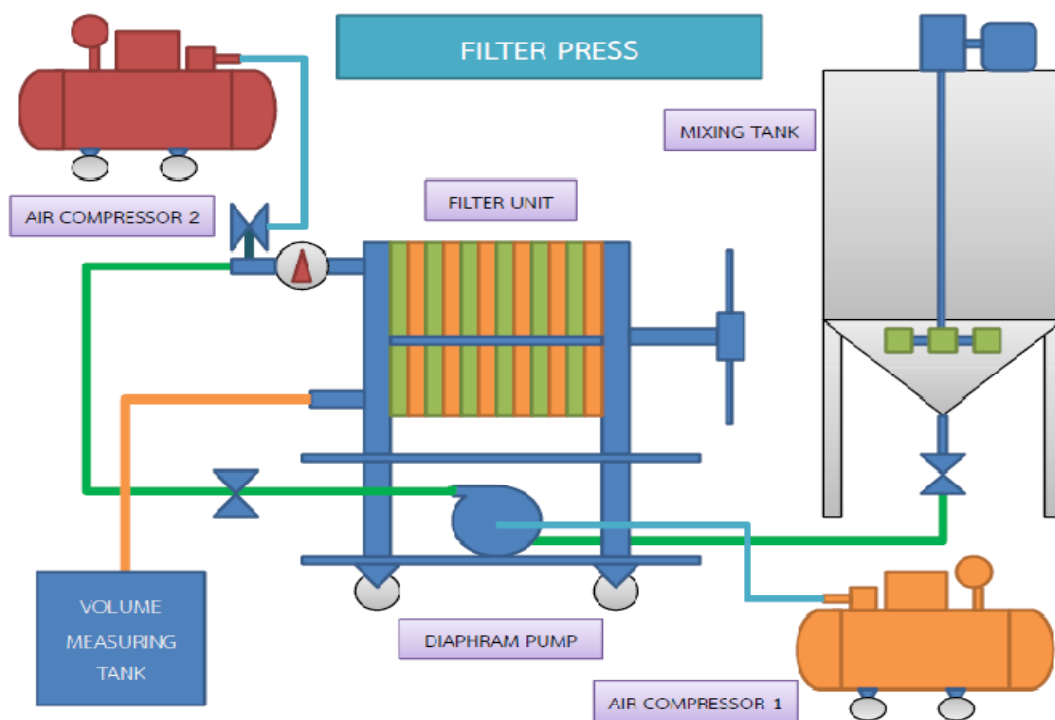 FILTER PRESS
MIXING TANK
AIR COMPRESSOR 2
FILTER UNIT
VOLUME
MEASURING
TANK
DIAPHRAM PUMP
AIR COMPRESSOR 1